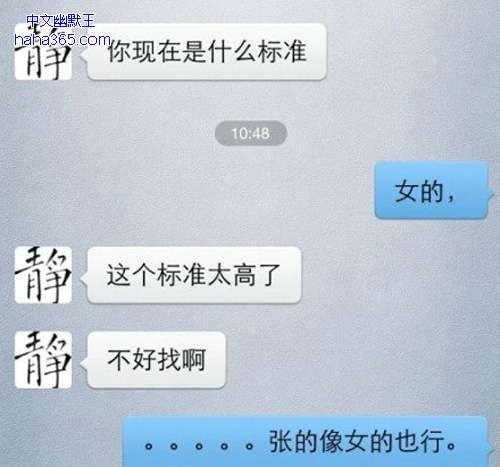 中文幽默王
haha365.com
静
你现在是什么标准
10:48
女的，
静
这个标准太高了
静
不好找啊
。。。。。张的像女的也行。